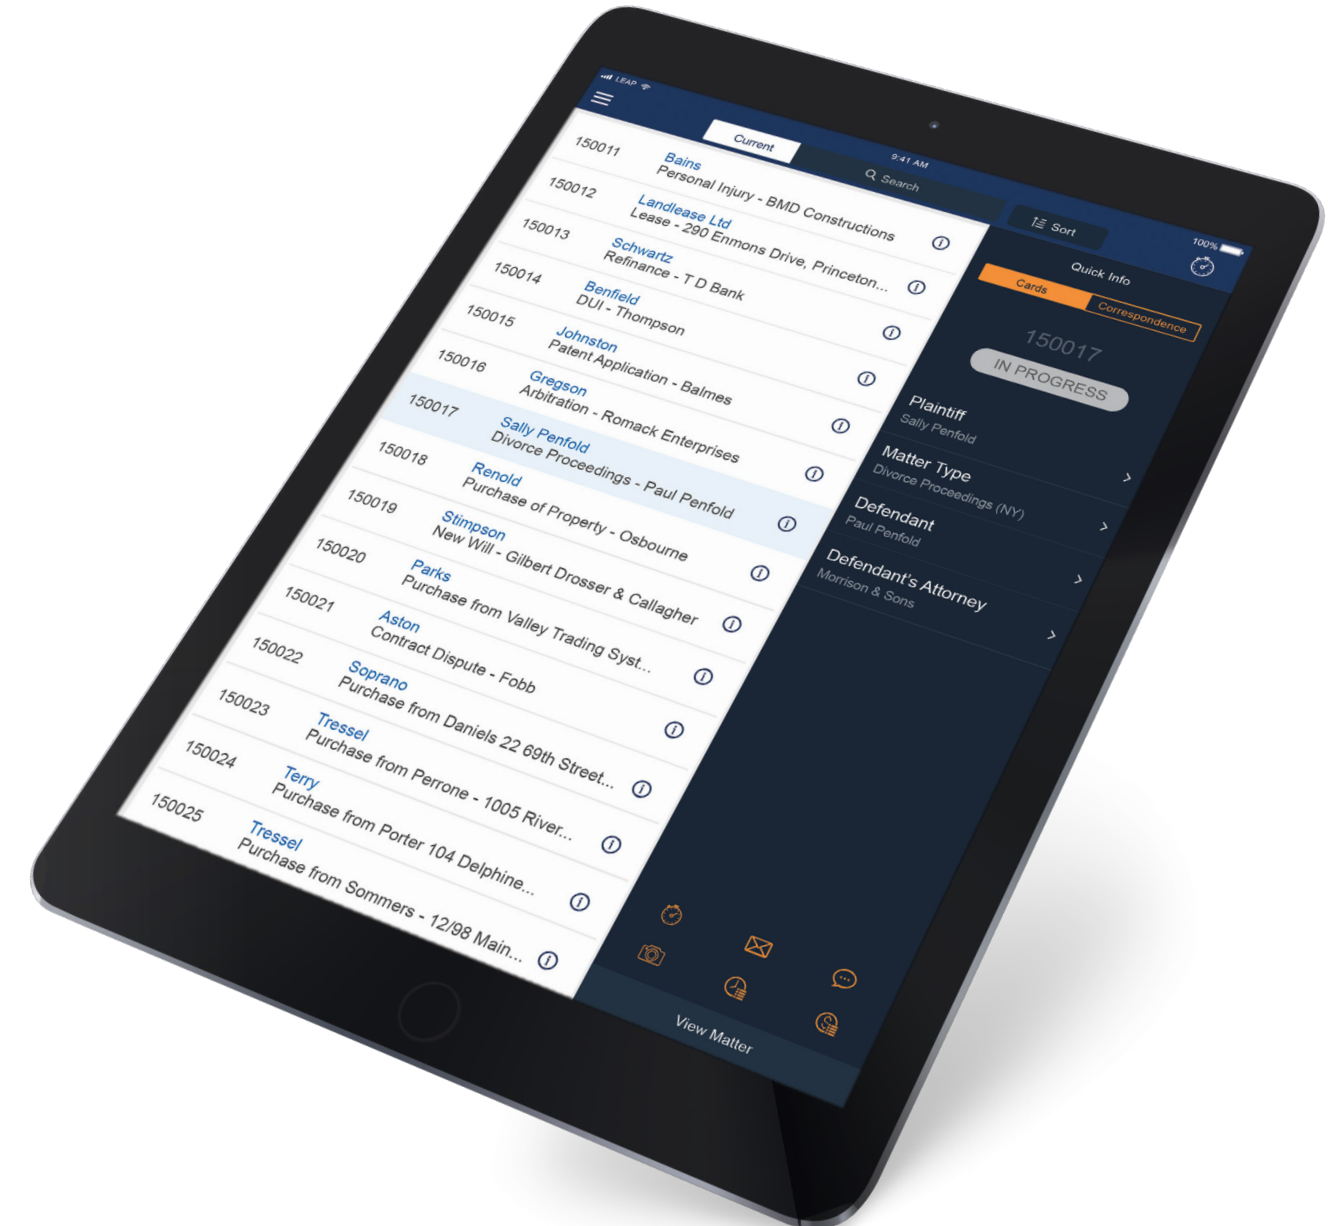 LEAP
9:41 AM
100%
Current
Search
Sort
150011
Bains
Personal Injury - BMD Constructions
150012
Landlease Ltd
Lease - 290 Enmons Drive, Princeton...
150013
Schwartz
Refinance - T D Bank
150014
Benfield
DUI - Thompson
150015
Johnston
Patent Application - Balmes
150016
Gregson
Arbitration - Romack Enterprises
150017
Sally Penfold
Divorce Proceedings - Paul Penfold
150018
Renold
Purchase of Property - Osbourne
150019
Stimpson
New Will - Gilbert Drosser & Callagher
150020
Parks
Purchase from Valley Trading Syst...
150021
Aston
Contract Dispute - Fobb
150022
Soprano
Purchase from Daniels 22 69th Street...
150023
Tressel
Purchase from Perrone - 1005 River...
150024
Terry
Purchase from Porter 104 Delphine...
150025
Tressel
Purchase from Sommers - 12/98 Main...
Quick Info
Cards
Correspondence
150017
IN PROGRESS
Plaintiff
Sally Penfold
Matter Type
Divorce Proceedings (NY)
Defendant
Paul Penfold
Defendant's Attorney
Morrison & Sons
View Matter